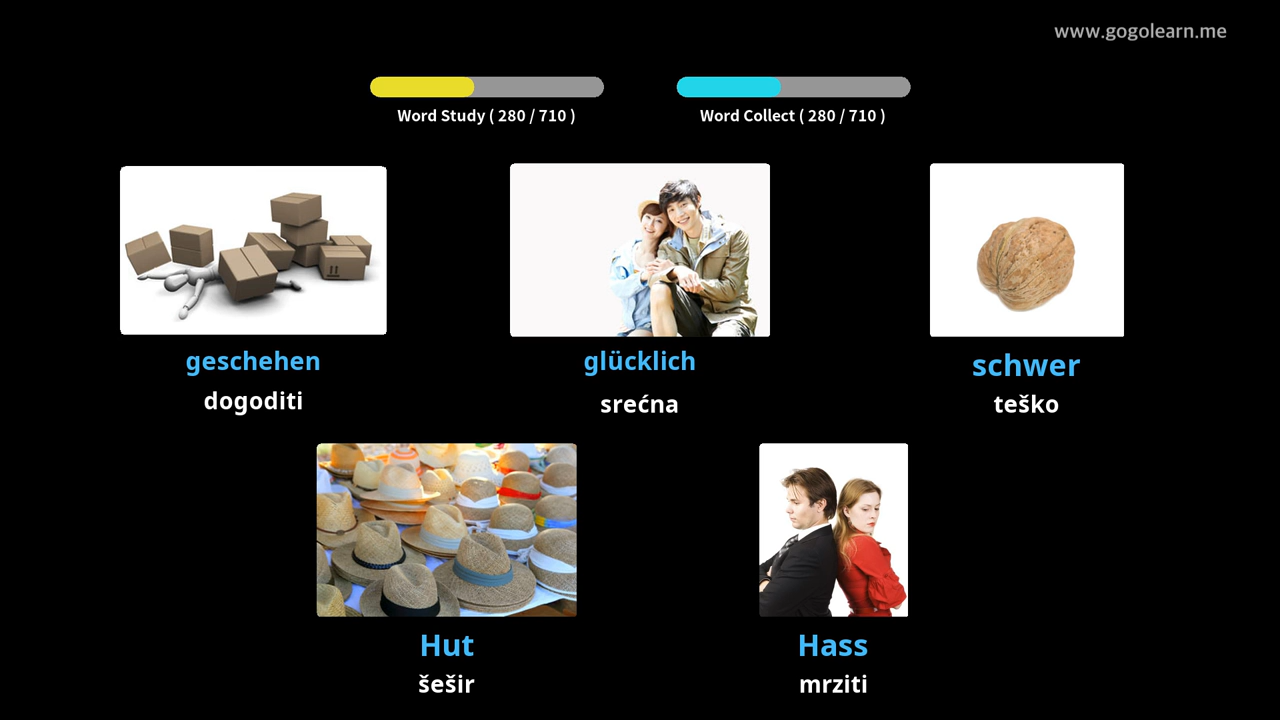 www.gogolearn.me
Word Study ( 280 / 710 )
Word Collect ( 280 / 710 )
geschehen
dogoditi
glücklich
srećna
schwer
teško
Hut
šešir
Hass
mrziti